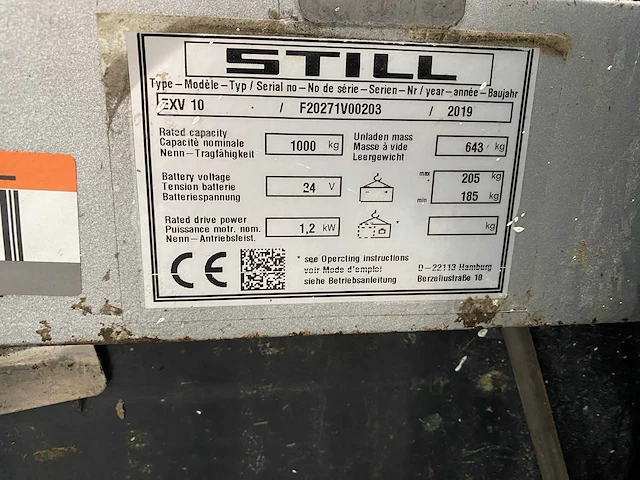 STILL
Type – Modèle – Typ / Serial no – No de série – Serien – Nr / year – année – Baujahr
EXV 10 / F20271V00203 / 2019
Rated capacity
Capacité nominale
Nenn – Tragfähigkeit
1000 kg
Unladen mass
Masse à vide
Leergewicht
643 kg
Battery voltage
Tension batterie
Batteriespannung
24 V
max 205 kg
min 185 kg
Rated drive power
Puissance motr. nom.
Nenn – Antriebsleist.
1,2 kW
kg
CE
* see Operating instructions
voir Mode d'emploi
siehe Betriebsanleitung
D – 22113 Hamburg
Berzeliustraße 10